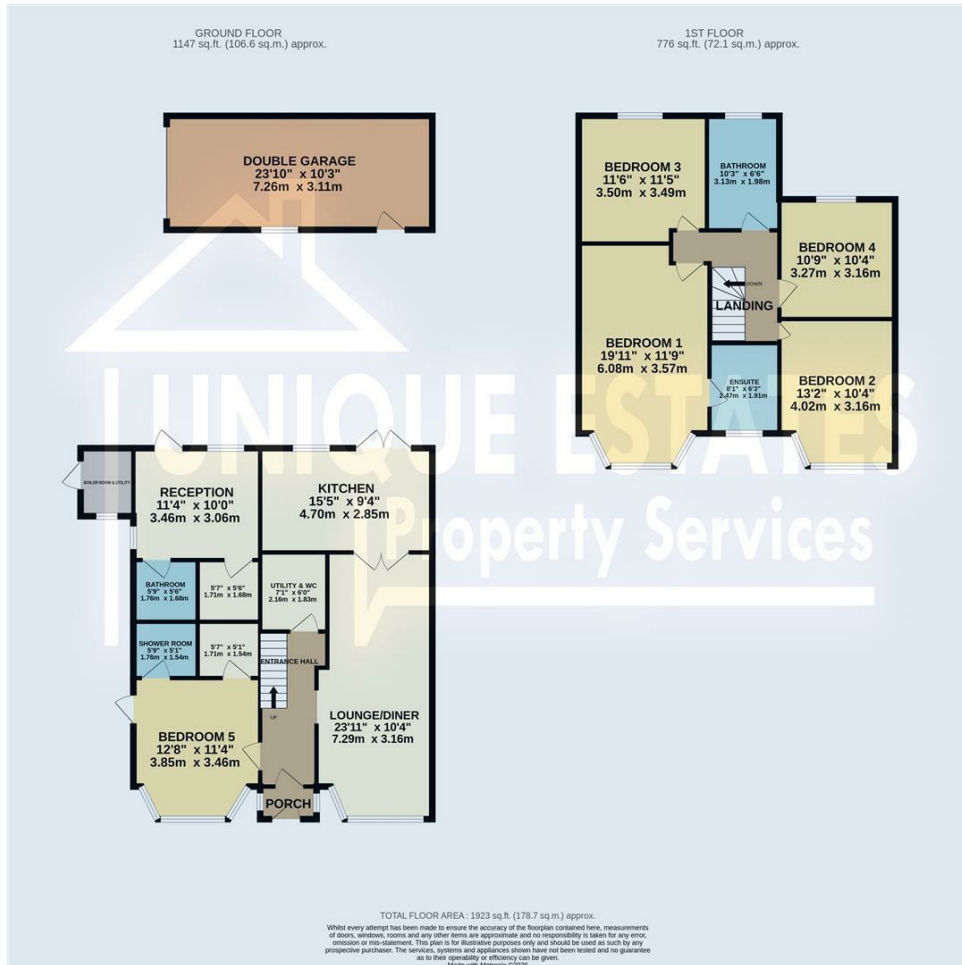 GROUND FLOOR
1147 sq.ft. (106.6 sq.m.) approx.
1ST FLOOR
776 sq.ft. (72.1 sq.m.) approx.
DOUBLE GARAGE
23'10" x 10'3"
7.26m x 3.11m
BEDROOM 3
11'6" x 11'5"
3.50m x 3.49m
BATHROOM
10'3" x 6'6"
3.13m x 1.98m
BEDROOM 4
10'9" x 10'4"
3.27m x 3.16m
DOWN
LANDING
BEDROOM 1
19'11" x 11'9"
6.08m x 3.57m
ENSUITE
8'1" x 6'3"
2.47m x 1.91m
BEDROOM 2
13'2" x 10'4"
4.02m x 3.16m
UNIQUE ESTATES
Property Services
BOILER ROOM & UTILITY
RECEPTION
11'4" x 10'0"
3.46m x 3.06m
KITCHEN
15'5" x 9'4"
4.70m x 2.85m
BATHROOM
5'9" x 5'6"
1.76m x 1.68m
5'7" x 5'6"
1.71m x 1.68m
UTILITY & WC
7'1" x 6'0"
2.16m x 1.83m
SHOWER ROOM
5'9" x 5'1"
1.76m x 1.54m
5'7" x 5'1"
1.71m x 1.54m
ENTRANCE HALL
UP
BEDROOM 5
12'8" x 11'4"
3.85m x 3.46m
LOUNGE/DINER
23'11" x 10'4"
7.29m x 3.16m
PORCH
TOTAL FLOOR AREA : 1923 sq.ft. (178.7 sq.m.) approx.
Whilst every attempt has been made to ensure the accuracy of the floorplan contained here, measurements
of doors, windows, rooms and any other items are approximate and no responsibility is taken for any error,
omission or mis-statement. This plan is for illustrative purposes only and should be used as such by any
prospective purchaser. The services, systems and appliances shown have not been tested and no guarantee
as to their operability or efficiency can be given.
Made with Metropix ©2025